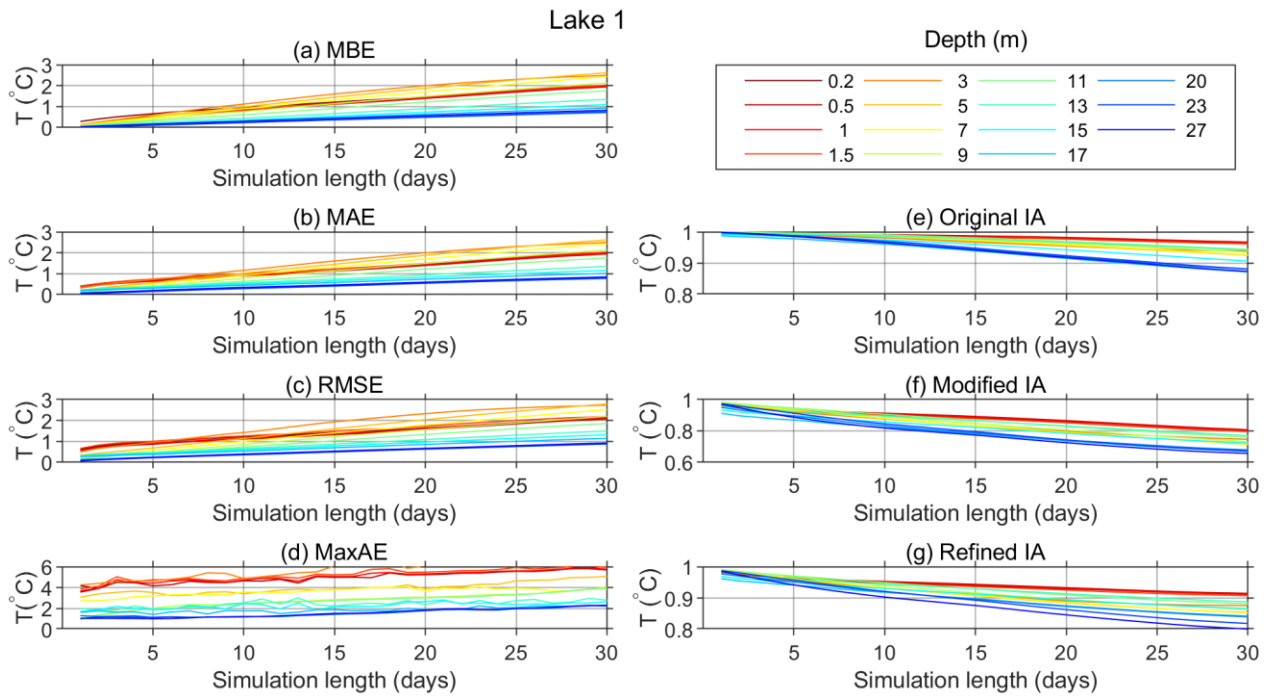 Lake 1
(a) MBE
T (°C)
3
2
1
0
5 10 15 20 25 30
Simulation length (days)
Depth (m)
0.2 3 11 20
0.5 5 13 23
1 7 15 27
1.5 9 17
(b) MAE
T (°C)
3
2
1
0
5 10 15 20 25 30
Simulation length (days)
(e) Original IA
T (°C)
1
0.9
0.8
5 10 15 20 25 30
Simulation length (days)
(c) RMSE
T (°C)
3
2
1
0
5 10 15 20 25 30
Simulation length (days)
(f) Modified IA
T (°C)
1
0.8
0.6
5 10 15 20 25 30
Simulation length (days)
(d) MaxAE
T (°C)
6
4
2
0
5 10 15 20 25 30
Simulation length (days)
(g) Refined IA
T (°C)
1
0.9
0.8
5 10 15 20 25 30
Simulation length (days)